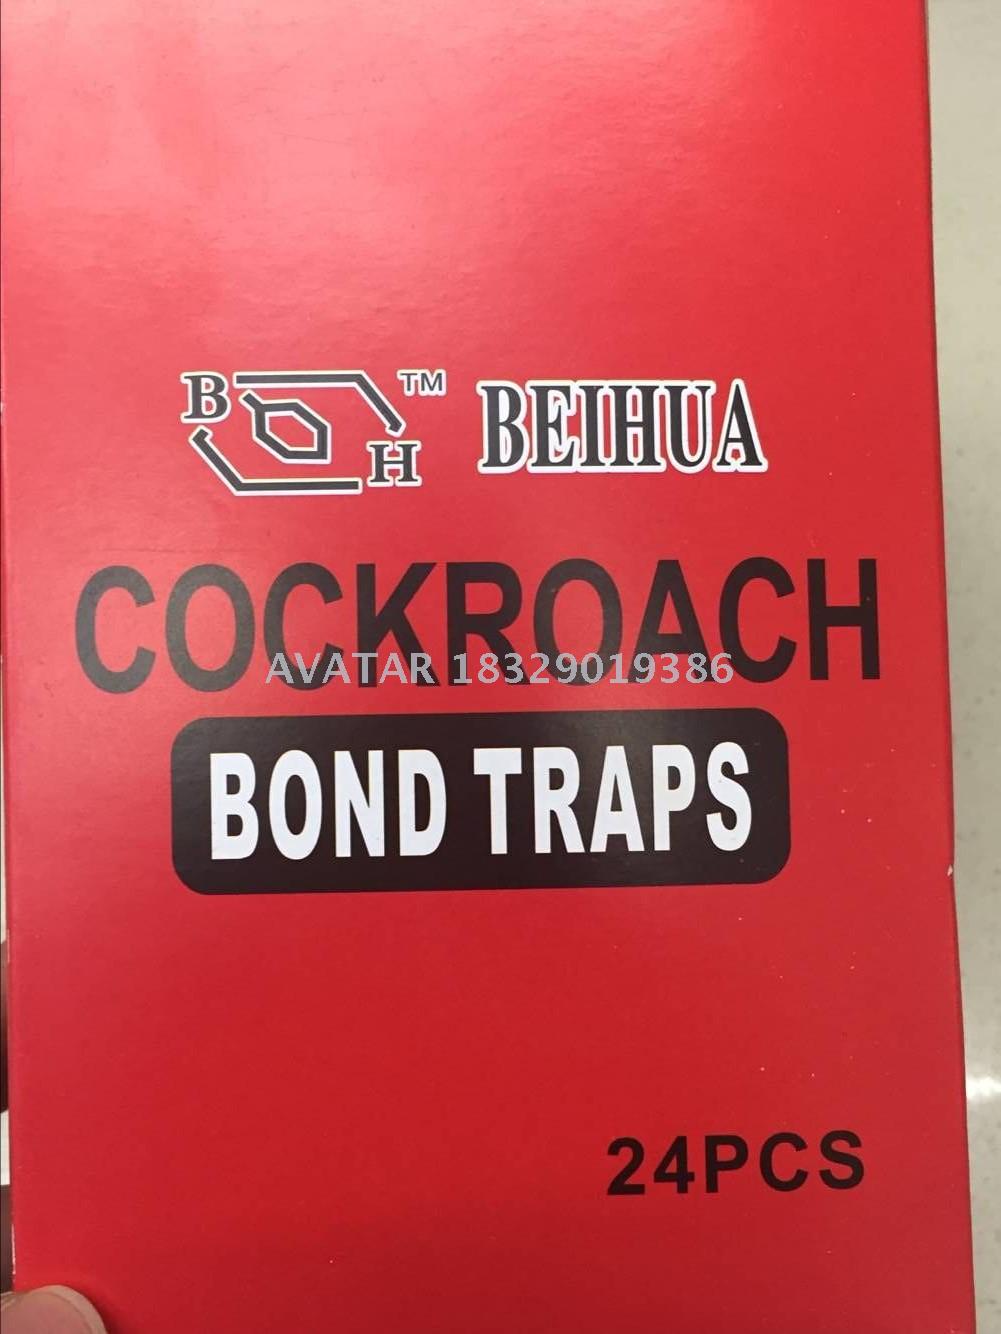 B H TM BEIHUA
COCKROACH
AVATAR 18329019386
BOND TRAPS
24PCS